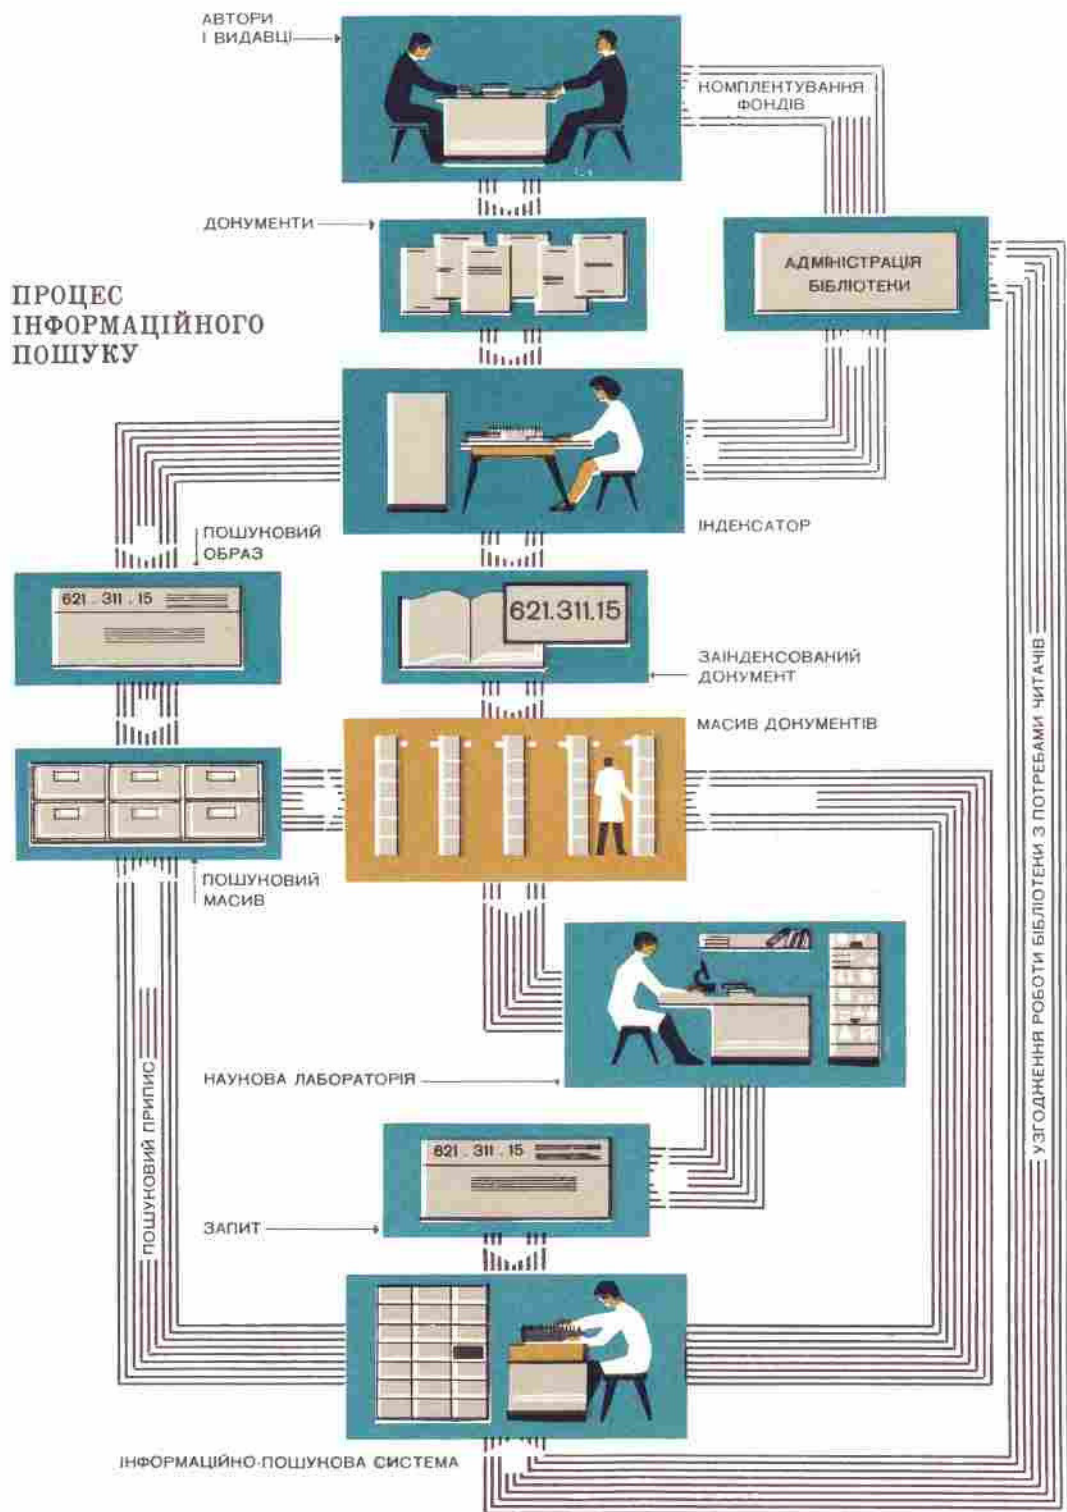 АВТОРИ
І ВИДАВЦІ
КОМПЛЕКТУВАННЯ
ФОНДІВ
ДОКУМЕНТИ
АДМІНІСТРАЦІЯ
БІБЛІОТЕКИ
ПРОЦЕС
ІНФОРМАЦІЙНОГО
ПОШУКУ
ІНДЕКСАТОР
ПОШУКОВИЙ
ОБРАЗ
621.311.15
621.311.15
ЗАІНДЕКСОВАНИЙ
ДОКУМЕНТ
МАСИВ ДОКУМЕНТІВ
ПОШУКОВИЙ
МАСИВ
УЗГОДЖЕННЯ РОБОТИ БІБЛІОТЕКИ З ПОТРЕБАМИ ЧИТАЧІВ
НАУКОВА ЛАБОРАТОРІЯ
ПОШУКОВИЙ ПРИПИС
621.311.15
ЗАПИТ
ІНФОРМАЦІЙНО-ПОШУКОВА СИСТЕМА